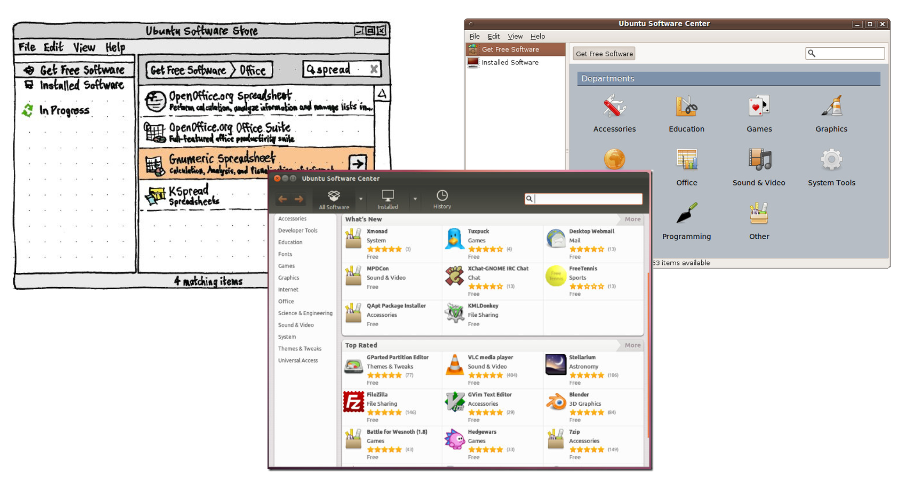 Ubuntu Software Store
File Edit View Help
Get Free Software
Installed Software
In Progress
Get Free Software
Office
spread
OpenOffice.org Spreadsheet
Perform calculation, analyze information and manage lists in...
OpenOffice.org Office Suite
Full-featured office productivity suite
Gnumeric Spreadsheet
Calculation, Analysis, and
KSpread
Spreadsheets
4 matching items
Ubuntu Software Center
File Edit View Help
Get Free Software
Installed Software
Get Free Software
Departments
Accessories
Education
Games
Graphics
Office
Sound & Video
System Tools
Programming
Other
items available
Ubuntu Software Center
All Software
Installed
History
Accessories
Developer Tools
Education
Fonts
Games
Graphics
Internet
Office
Science & Engineering
Sound & Video
System
Themes & Tweaks
Universal Access
What's New
More
Xmonad
System
(3)
Free
Tuxpuck
Games
(4)
Free
Desktop Webmail
Mail
(13)
Free
MPDCon
Sound & Video
Free
XChat-GNOME IRC Chat
Chat
(13)
Free
FreeTennis
Sports
(13)
Free
QApt Package Installer
Accessories
Free
KMLDonkey
File Sharing
Free
Top Rated
More
GParted Partition Editor
Themes & Tweaks
(77)
Free
VLC media player
Sound & Video
(404)
Free
Stellarium
Astronomy
Free
FileZilla
File Sharing
(146)
Free
GVim Text Editor
Accessories
(29)
Free
Blender
3D Graphics
(84)
Free
Battle for Wesnoth (1.8)
Games
Free
Hedgewars
Games
(33)
Free
7zip
Accessories
Free